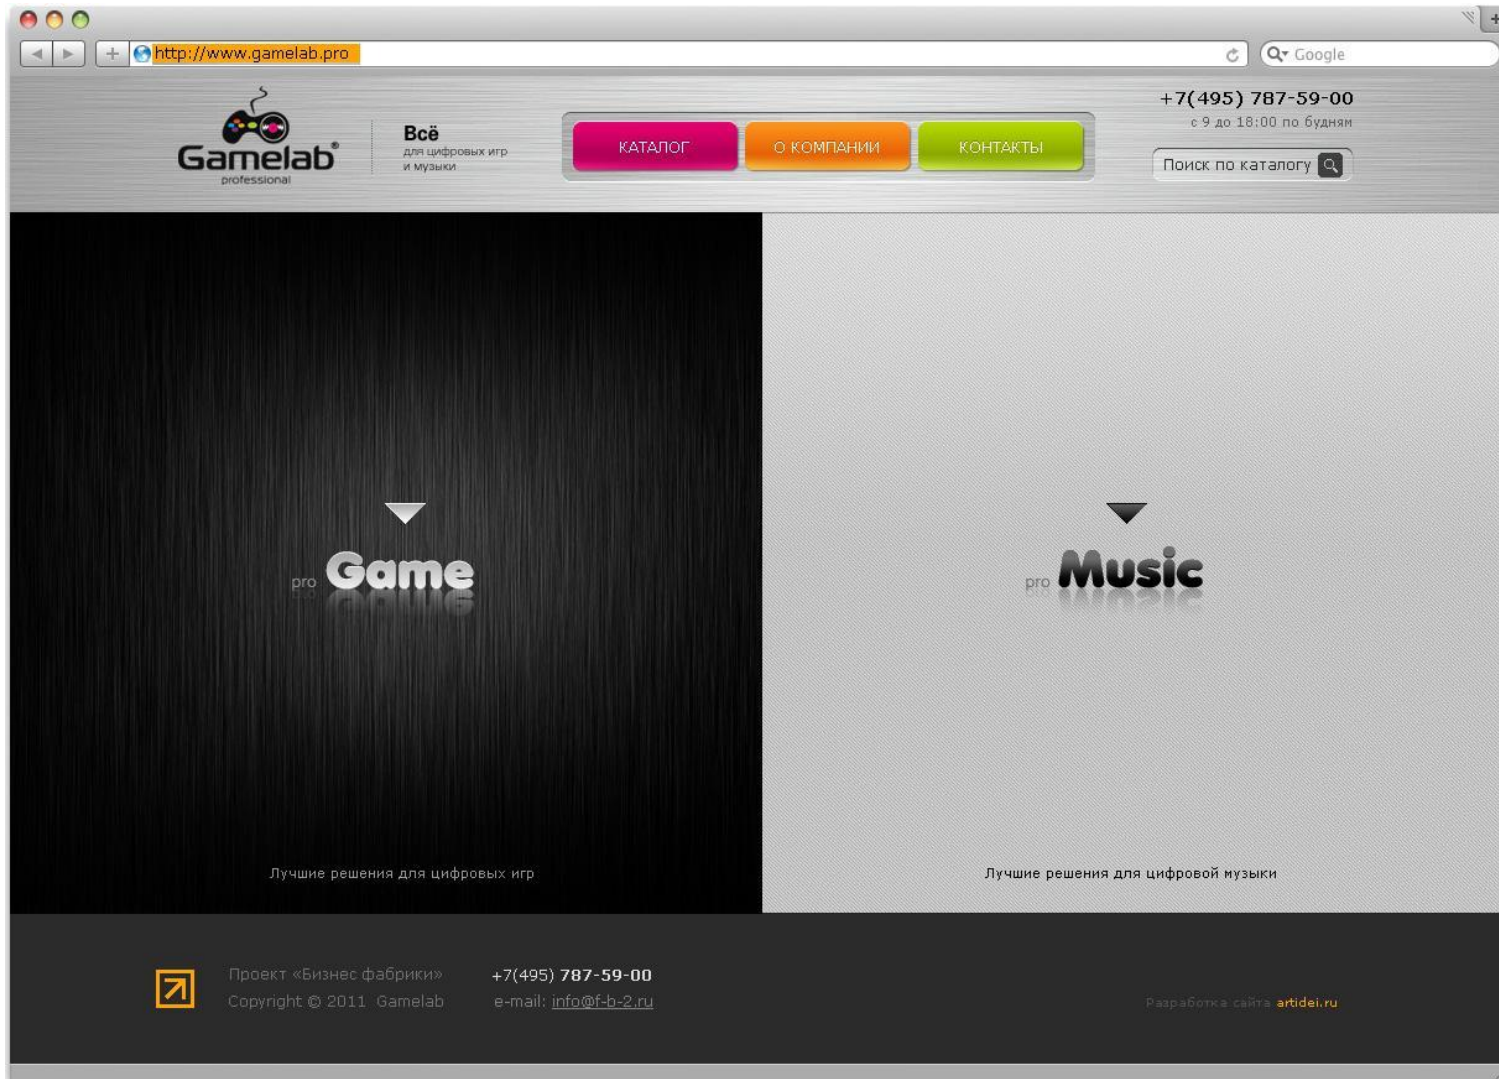 http://www.gamelab.pro
Google
Gamelab®
professional
Всё
для цифровых игр
и музыки
КАТАЛОГ
О КОМПАНИИ
КОНТАКТЫ
+7(495) 787-59-00
с 9 до 18:00 по будням
Поиск по каталогу
pro Game
pro Music
Лучшие решения для цифровых игр
Лучшие решения для цифровой музыки
Проект «Бизнес фабрики»
Copyright © 2011 Gamelab
+7(495) 787-59-00
e-mail: info@f-b-2.ru
Разработка сайта artidei.ru